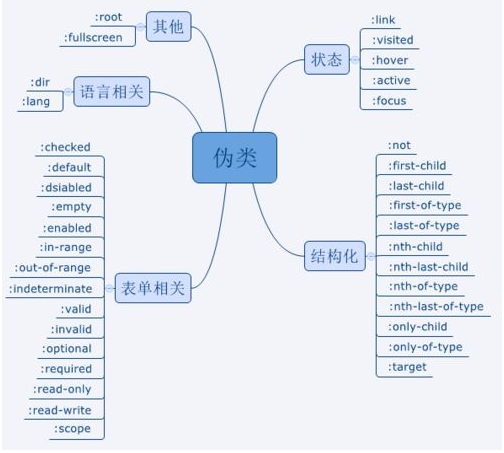 伪类
其他
:root
:fullscreen
语言相关
:dir
:lang
表单相关
:checked
:default
:dsiabled
:empty
:enabled
:in-range
:out-of-range
:indeterminate
:valid
:invalid
:optional
:required
:read-only
:read-write
:scope
状态
:link
:visited
:hover
:active
:focus
结构化
:not
:first-child
:last-child
:first-of-type
:last-of-type
:nth-child
:nth-last-child
:nth-of-type
:nth-last-of-type
:only-child
:only-of-type
:target